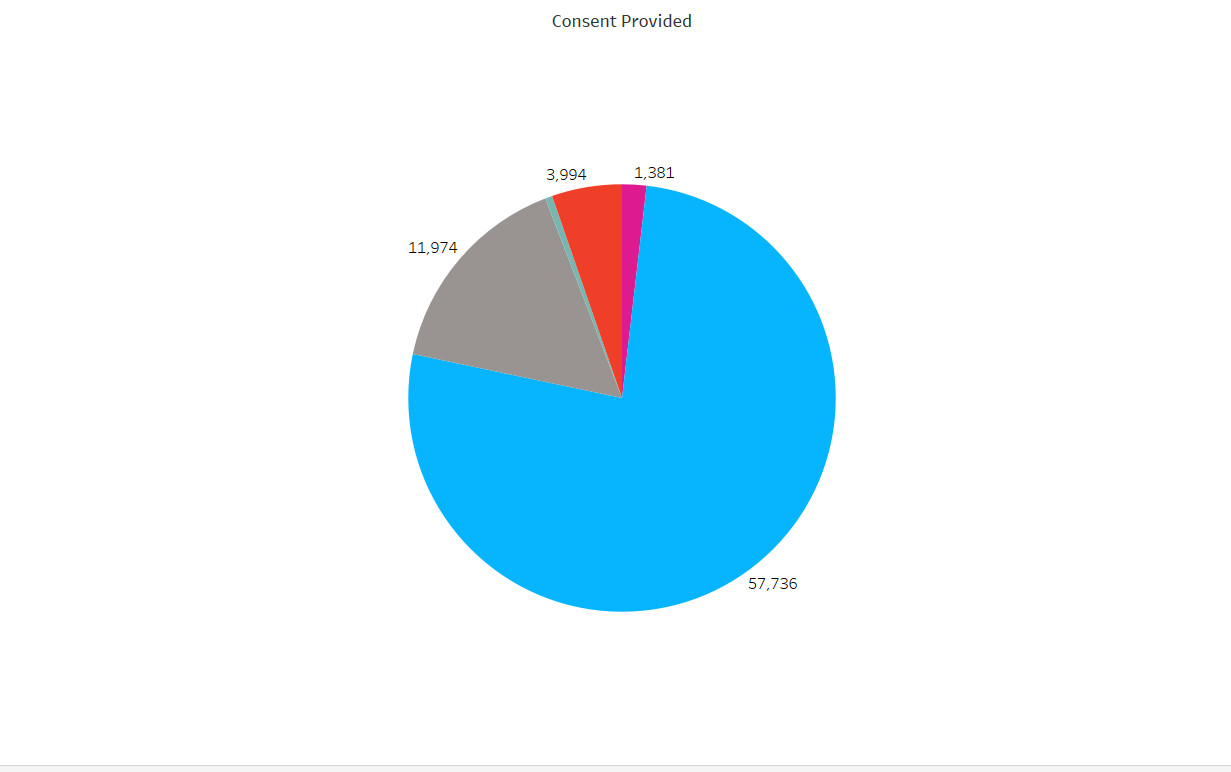 Consent Provided
3,994
1,381
11,974
57,736